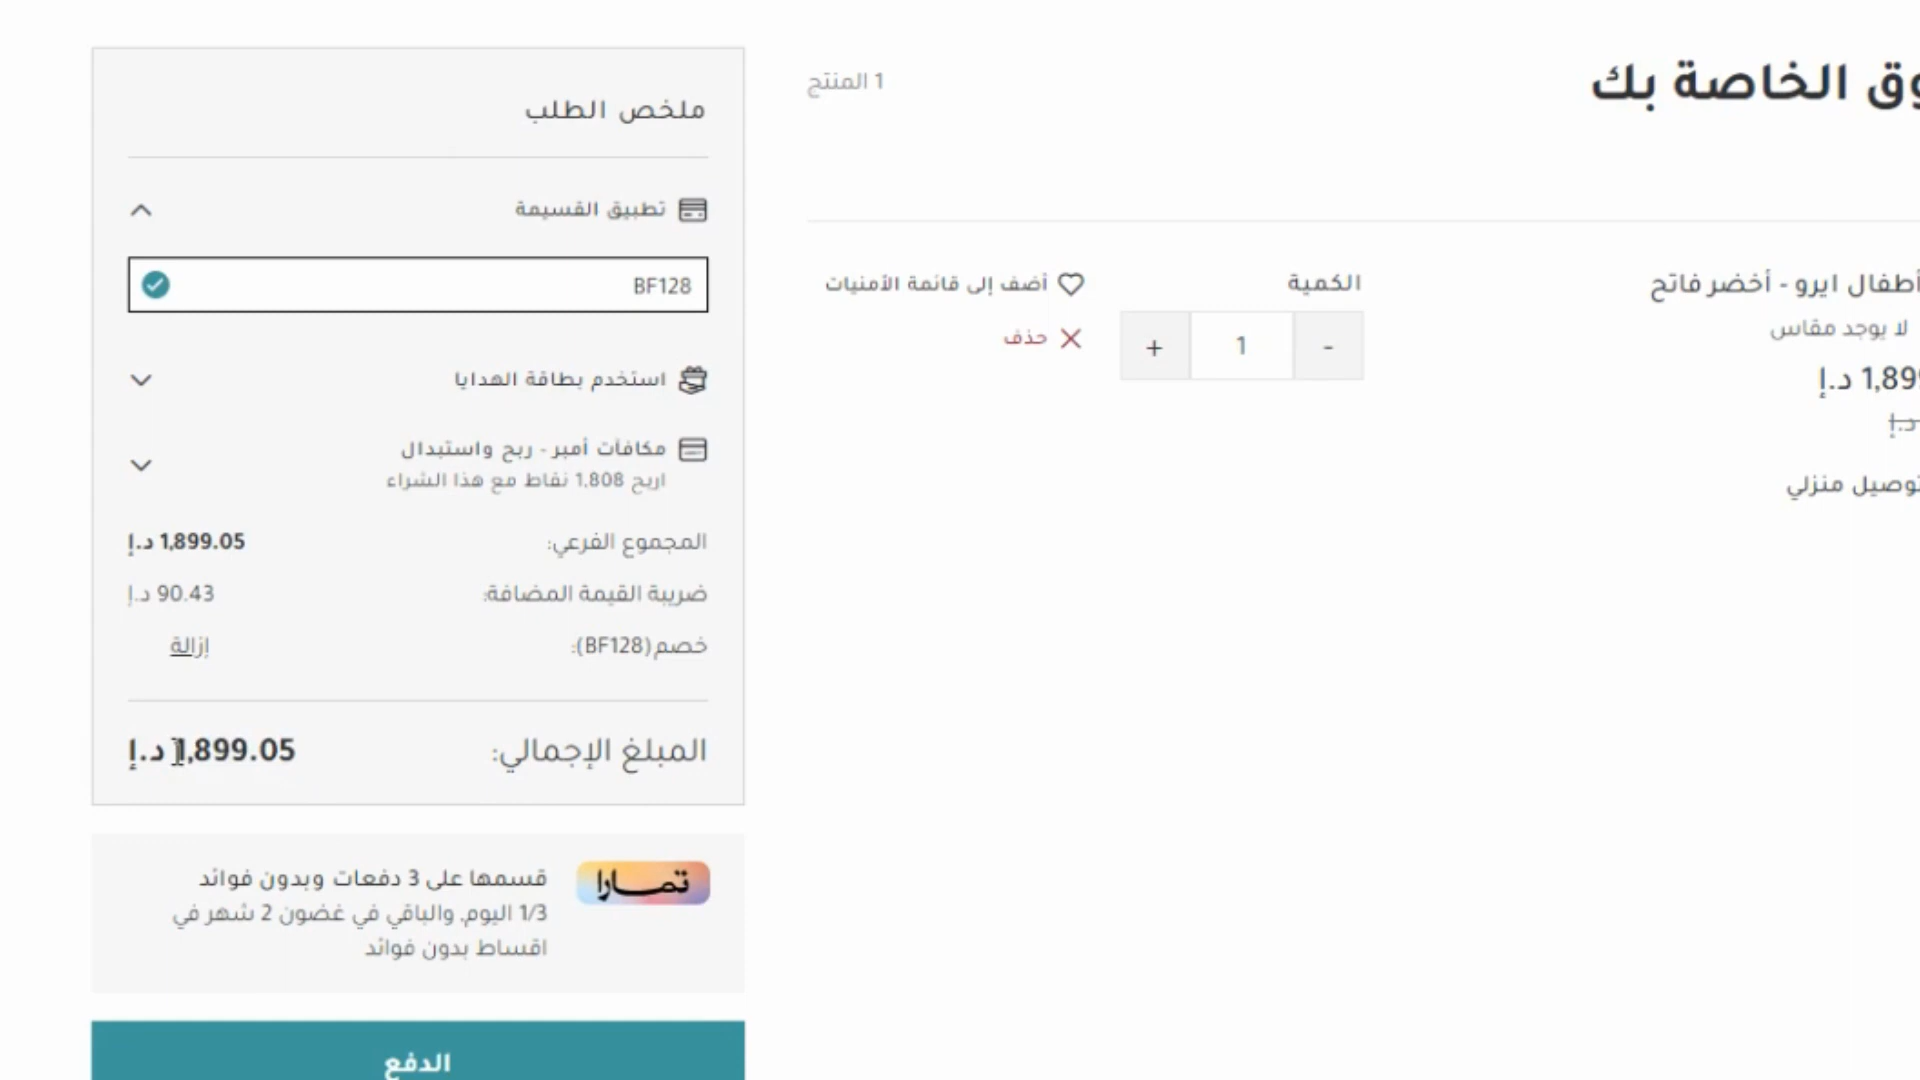 وق الخاصة بك
1 المنتج
أطفال ايرو - أخضر فاتح
لا يوجد مقاس
1,899 د.إ
د.إ
توصيل منزلي
الكمية
- 1 +
أضف إلى قائمة الأمنيات
حذف
ملخص الطلب
تطبيق القسيمة
BF128
استخدم بطاقة الهدايا
مكافآت أمبر - ربح واستبدال
اربح 1,808 نقاط مع هذا الشراء
المجموع الفرعي: 1,899.05 د.إ
ضريبة القيمة المضافة: 90.43 د.إ
خصم(BF128): إزالة
المبلغ الإجمالي: 1,899.05 د.إ
تمارا
قسمها على 3 دفعات وبدون فوائد
1/3 اليوم, والباقي في غضون 2 شهر في
اقساط بدون فوائد
الدفع